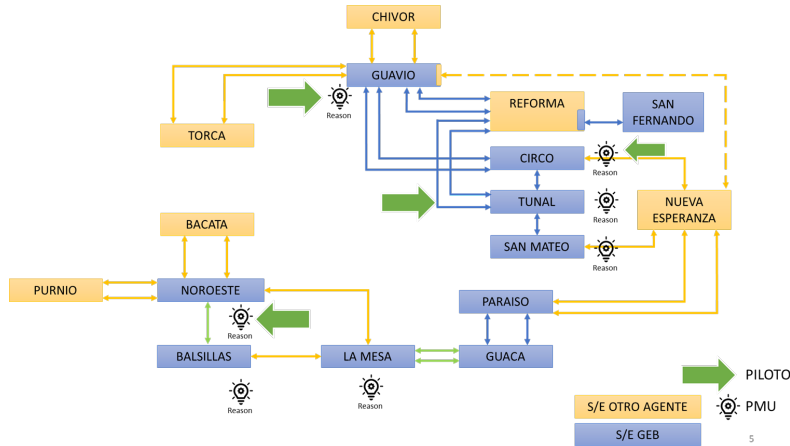 CHIVOR
GUAVIO
Reason
TORCA
REFORMA
SAN
FERNANDO
CIRCO
Reason
TUNAL
Reason
NUEVA
ESPERANZA
SAN MATEO
Reason
BACATA
PURNIO
NOROESTE
Reason
PARAISO
BALSILLAS
LA MESA
GUACA
Reason
Reason
PILOTO
PMU
S/E OTRO AGENTE
S/E GEB
5